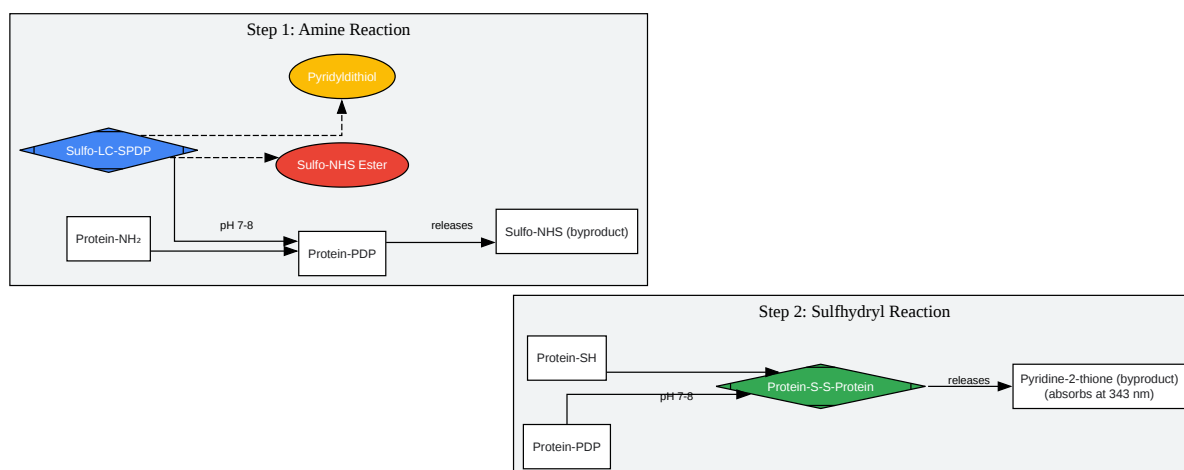 Step 1: Amine Reaction
Pyridyldithiol
Sulfo-LC-SPDP
Sulfo-NHS Ester
pH 7-8
releases
Protein-NH₂
Protein-PDP
Sulfo-NHS (byproduct)
Step 2: Sulfhydryl Reaction
Protein-SH
Protein-S-S-Protein
releases
Pyridine-2-thione (byproduct)
(absorbs at 343 nm)
pH 7-8
Protein-PDP